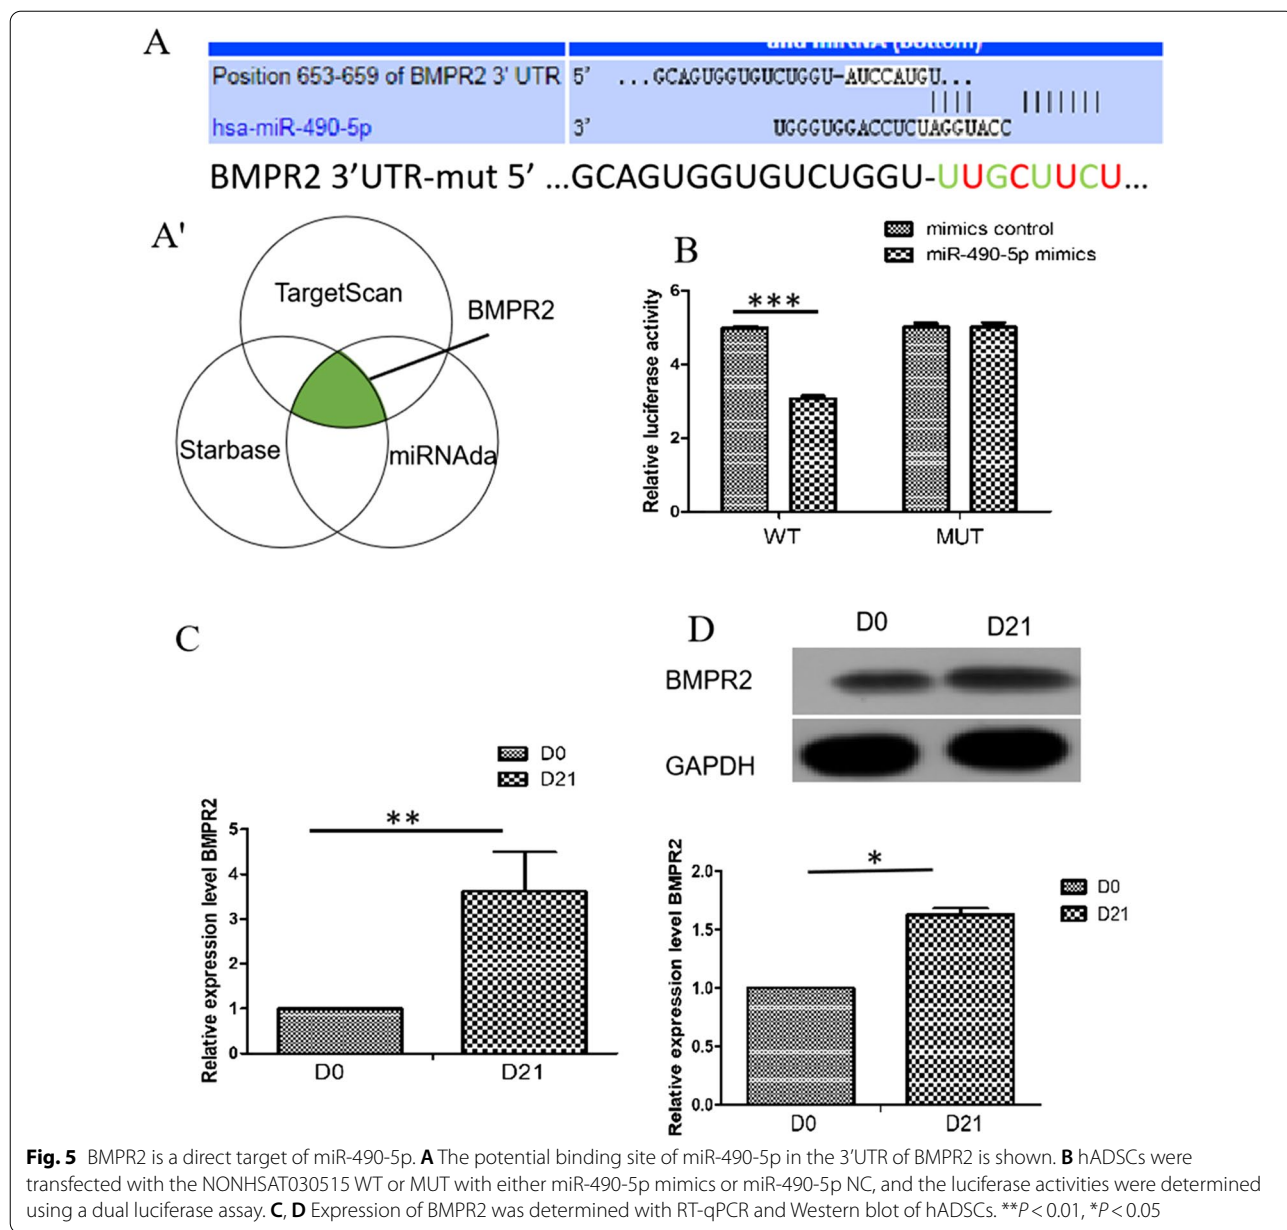 A
and miRNA (bottom)
Position 653-659 of BMPR2 3' UTR 5' ...GCAGUGGUGUCUGGU-AUCCAUGU...
hsa-miR-490-5p 3' UGGGUGGACCUCUAGGUACC
BMPR2 3’UTR-mut 5’ ...GCAGUGGUGUCUGGU-UUGCUUCU...
A'
TargetScan
BMPR2
Starbase
miRNAda
B
mimics control
miR-490-5p mimics
Relative luciferase activity
6
4
2
0
***
WT
MUT
C
D0
D21
Relative expression level BMPR2
5
4
3
2
1
0
**
D0
D21
D
D0
D21
BMPR2
GAPDH
Relative expression level BMPR2
2.0
1.5
1.0
0.5
0.0
*
D0
D21
D0
D21
Fig. 5 BMPR2 is a direct target of miR-490-5p. A The potential binding site of miR-490-5p in the 3’UTR of BMPR2 is shown. B hADSCs were
transfected with the NONHSAT030515 WT or MUT with either miR-490-5p mimics or miR-490-5p NC, and the luciferase activities were determined
using a dual luciferase assay. C, D Expression of BMPR2 was determined with RT-qPCR and Western blot of hADSCs. **P < 0.01, *P < 0.05